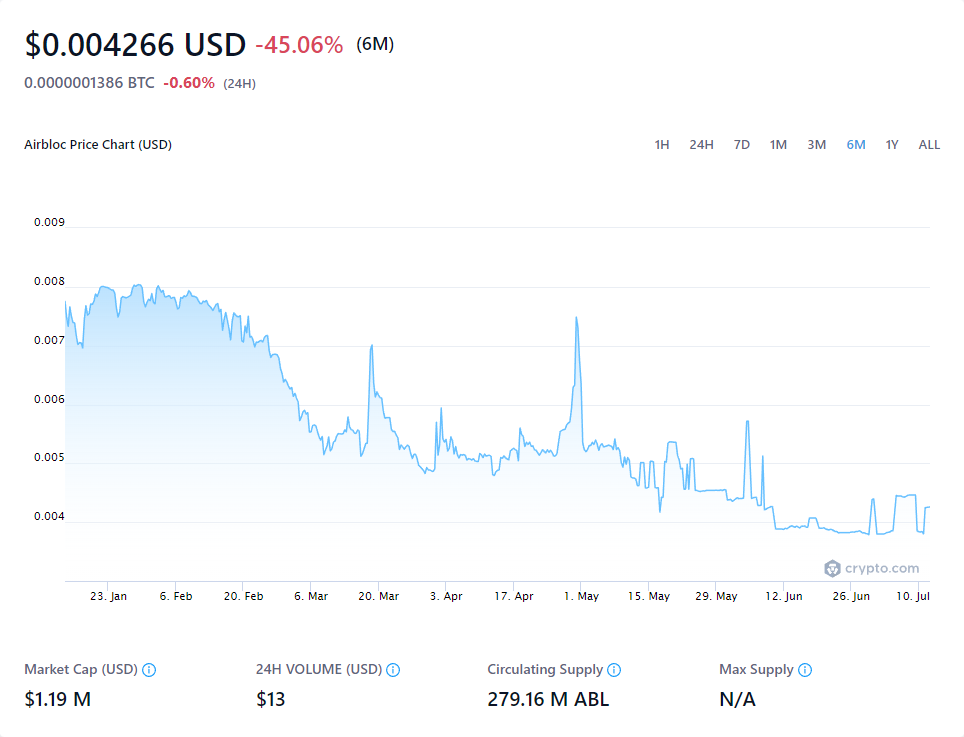 $0.004266 USD -45.06% (6M)
0.0000001386 BTC -0.60% (24H)
Airbloc Price Chart (USD) 1H 24H 7D 1M 3M 6M 1Y ALL
0.009
0.008
0.007
0.006
0.005
0.004
crypto.com
23. Jan 6. Feb 20. Feb 6. Mar 20. Mar 3. Apr 17. Apr 1. May 15. May 29. May 12. Jun 26. Jun 10. Jul
Market Cap (USD) 24H VOLUME (USD) Circulating Supply Max Supply
$1.19 M $13 279.16 M ABL N/A